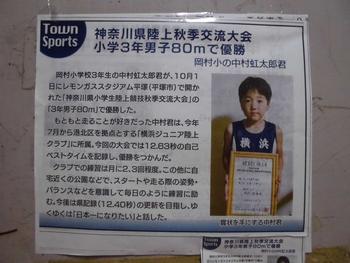 Town
Sports
神奈川県陸上秋季交流大会
小学3年男子80mで優勝
岡村小の中村虹太郎君
岡村小学校3年生の中村虹太郎君が、10月1
日にレモンガススタジアム平塚(平塚市)で開か
れた「神奈川県小学生陸上競技秋季交流大会」の
「3年男子80m」で優勝した。
もともと走ることが好きだった中村君は、今年
7月から港北区を拠点とする「横浜ジュニア陸上ク
ラブ」に所属。今回の大会では12.63秒の自己
ベストタイムを記録し、優勝をつかんだ。
クラブでの練習は月に2、3回程度。この他に自
宅近くの公園などで、スタートや走る際の姿勢・
バランスなどを意識して毎日のように練習に励
む。今後は県記録(12.40秒)の更新を目指し、ゆ
くゆくは「日本一になりたい」と話した。
横浜
賞状を手にする中村君
Town
Sports
神奈川県陸上秋季交流大会
小学3年男子80mで優勝